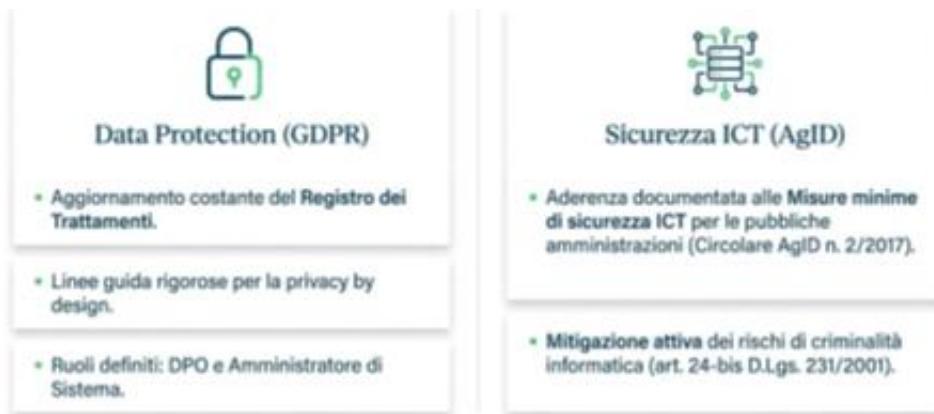 Data Protection (GDPR)
• Aggiornamento costante del Registro dei
Trattamenti.
• Linee guida rigorose per la privacy by
design.
• Ruoli definiti: DPO e Amministratore di
Sistema.
Sicurezza ICT (AgID)
• Aderenza documentata alle Misure minime
di sicurezza ICT per le pubbliche
amministrazioni (Circolare AgID n. 2/2017).
• Mitigazione attiva dei rischi di criminalità
informatica (art. 24-bis D.Lgs. 231/2001).